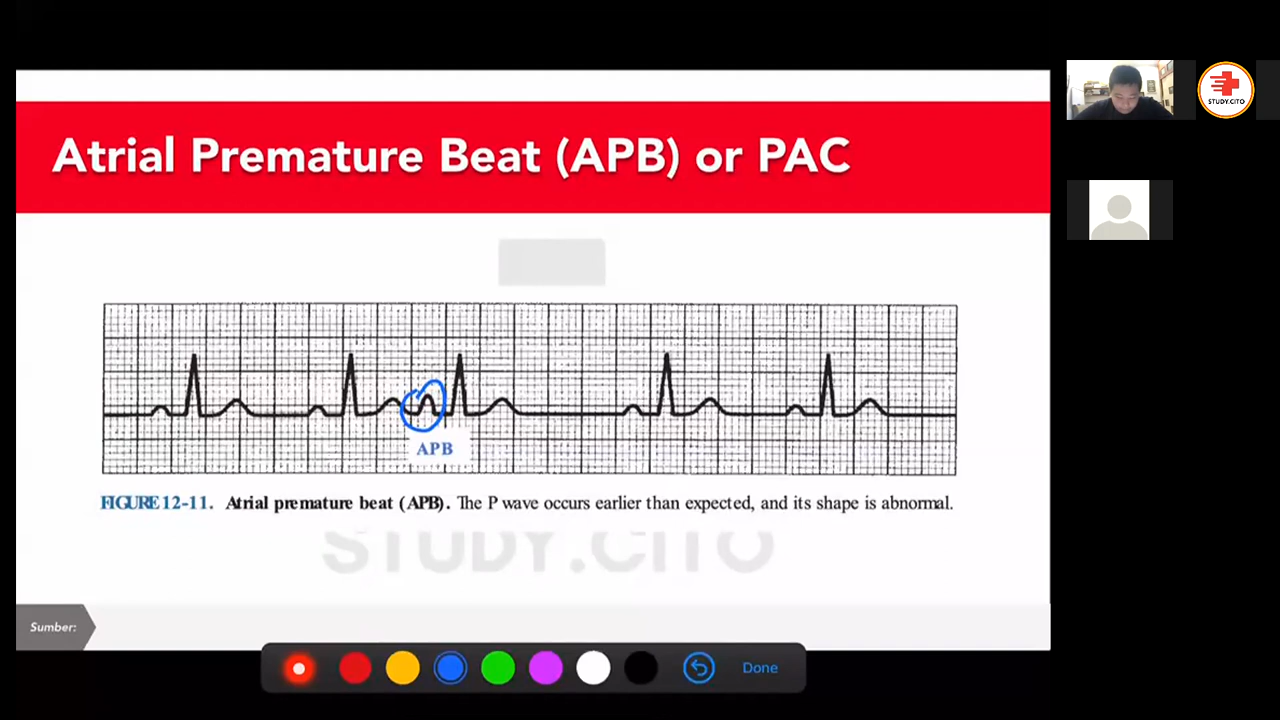 Atrial Premature Beat (APB) or PAC
STUDY.CITO
APB
FIGURE 12-11. Atrial premature beat (APB). The P wave occurs earlier than expected, and its shape is abnormal.
STUDY.CITO
Sumber:
Done